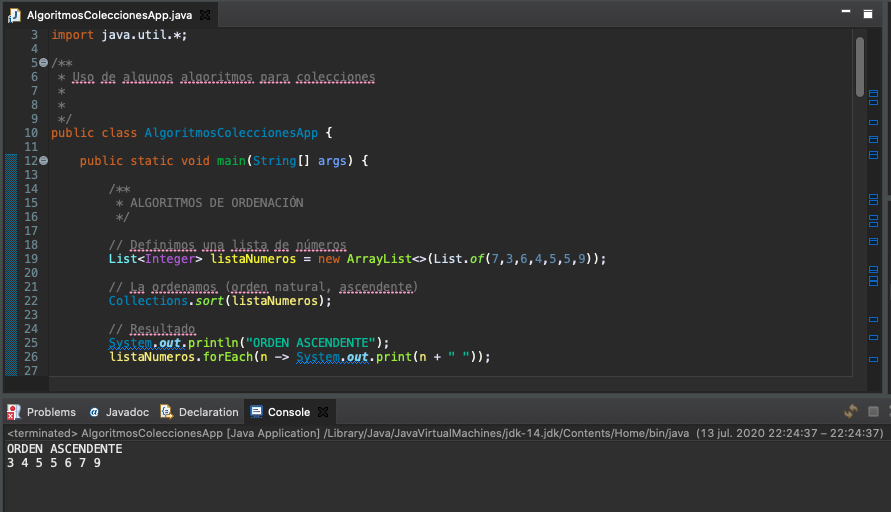 AlgoritmosColeccionesApp.java
3 import java.util.*;
4
5 /**
6 * Uso de algunos algoritmos para colecciones
7 *
8 *
9 */
10 public class AlgoritmosColeccionesApp {
11
12 public static void main(String[] args) {
13
14 /**
15 * ALGORITMOS DE ORDENACIÓN
16 */
17
18 // Definimos una lista de números
19 List<Integer> listaNumeros = new ArrayList<>(List.of(7,3,6,4,5,5,9));
20
21 // La ordenamos (orden natural, ascendente)
22 Collections.sort(listaNumeros);
23
24 // Resultado
25 System.out.println("ORDEN ASCENDENTE");
26 listaNumeros.forEach(n -> System.out.print(n + " "));
27
Problems @ Javadoc Declaration Console
<terminated> AlgoritmosColeccionesApp [Java Application] /Library/Java/JavaVirtualMachines/jdk-14.jdk/Contents/Home/bin/java (13 jul. 2020 22:24:37 – 22:24:37)
ORDEN ASCENDENTE
3 4 5 5 6 7 9